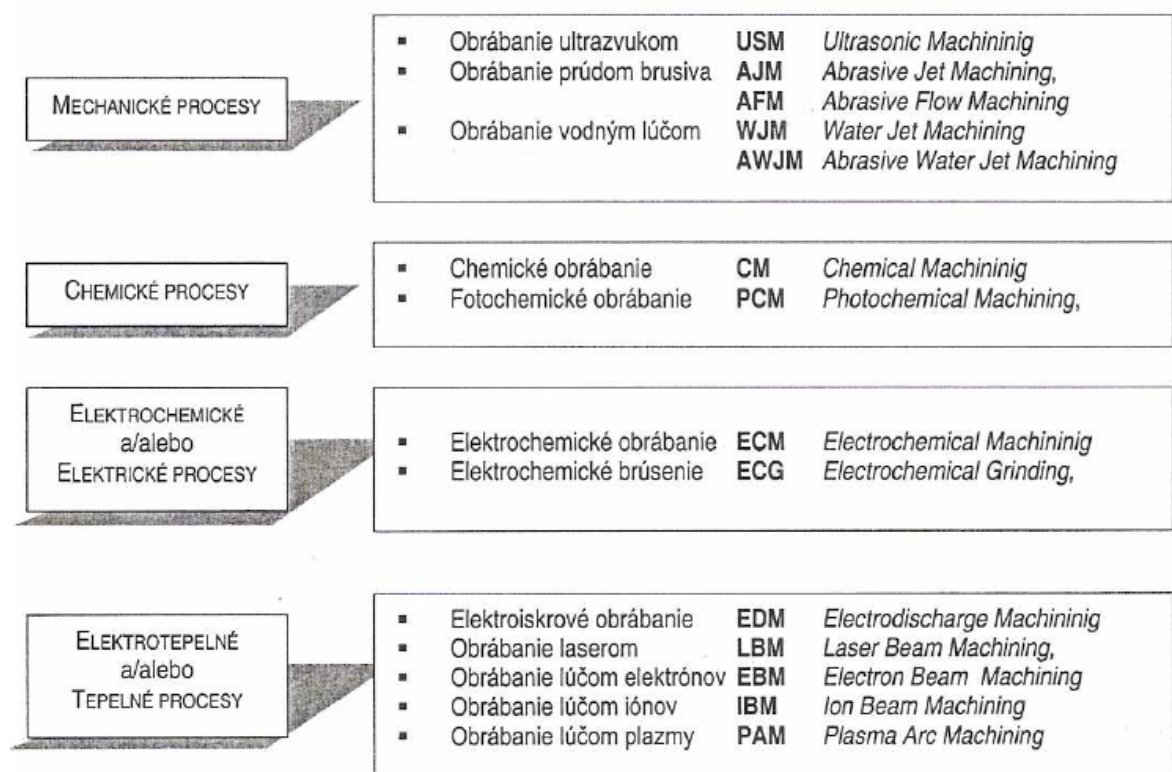 MECHANICKÉ PROCESY
▪ Obrábanie ultrazvukom USM Ultrasonic Machininig
▪ Obrábanie prúdom brusiva AJM Abrasive Jet Machining,
AFM Abrasive Flow Machining
▪ Obrábanie vodným lúčom WJM Water Jet Machining
AWJM Abrasive Water Jet Machining
CHEMICKÉ PROCESY
▪ Chemické obrábanie CM Chemical Machininig
▪ Fotochemické obrábanie PCM Photochemical Machining,
ELEKTROCHEMICKÉ
a/alebo
ELEKTRICKÉ PROCESY
▪ Elektrochemické obrábanie ECM Electrochemical Machininig
▪ Elektrochemické brúsenie ECG Electrochemical Grinding,
ELEKTROTEPELNÉ
a/alebo
TEPELNÉ PROCESY
▪ Elektroiskrové obrábanie EDM Electrodischarge Machininig
▪ Obrábanie laserom LBM Laser Beam Machining,
▪ Obrábanie lúčom elektrónov EBM Electron Beam Machining
▪ Obrábanie lúčom iónov IBM Ion Beam Machining
▪ Obrábanie lúčom plazmy PAM Plasma Arc Machining